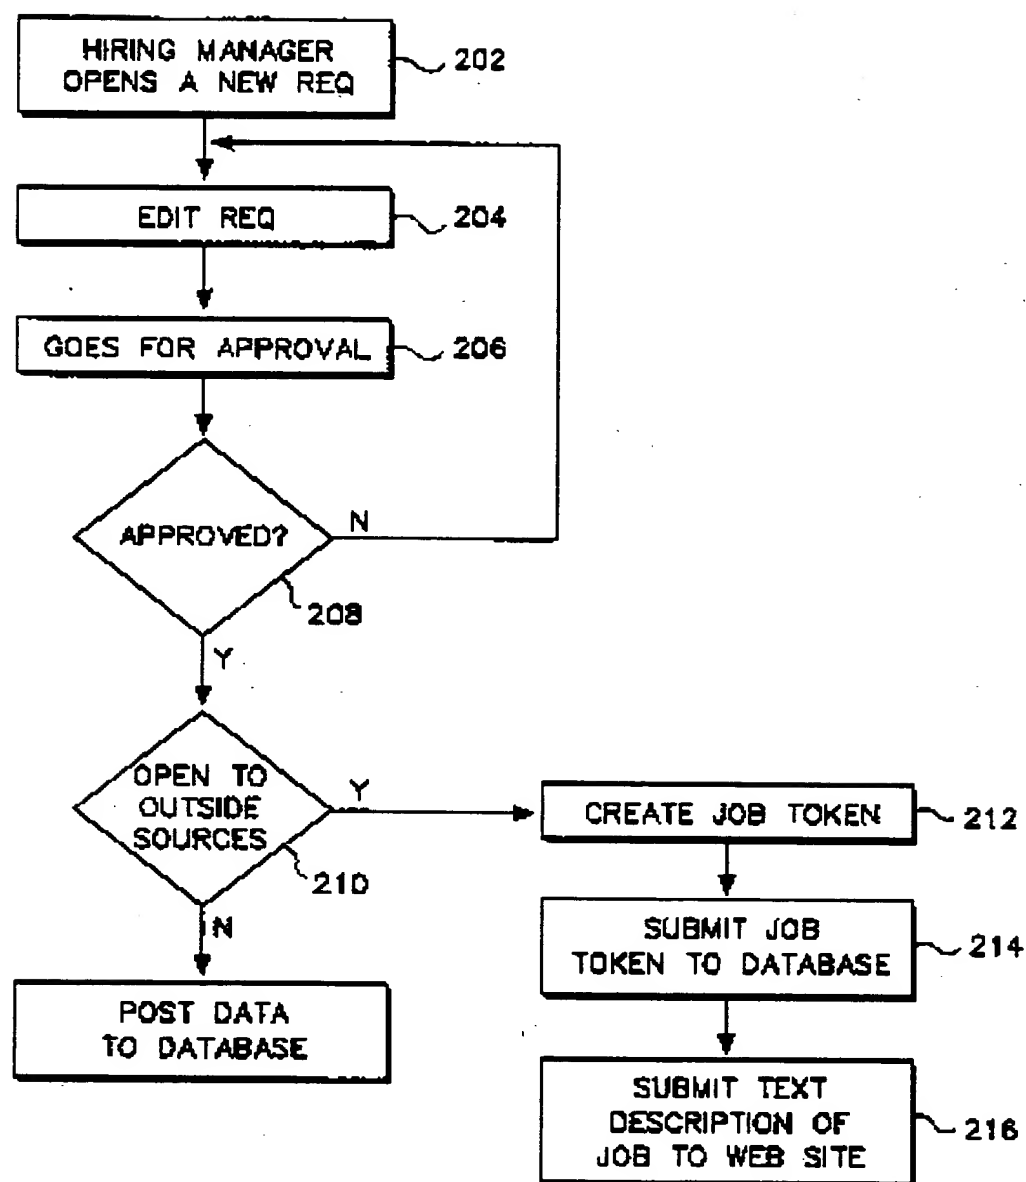 HIRING MANAGER
OPENS A NEW REQ
202
EDIT REQ
204
GOES FOR APPROVAL
206
APPROVED?
N
208
Y
OPEN TO
OUTSIDE
SOURCES
Y
210
N
POST DATA
TO DATABASE
CREATE JOB TOKEN
212
SUBMIT JOB
TOKEN TO DATABASE
214
SUBMIT TEXT
DESCRIPTION OF
JOB TO WEB SITE
216